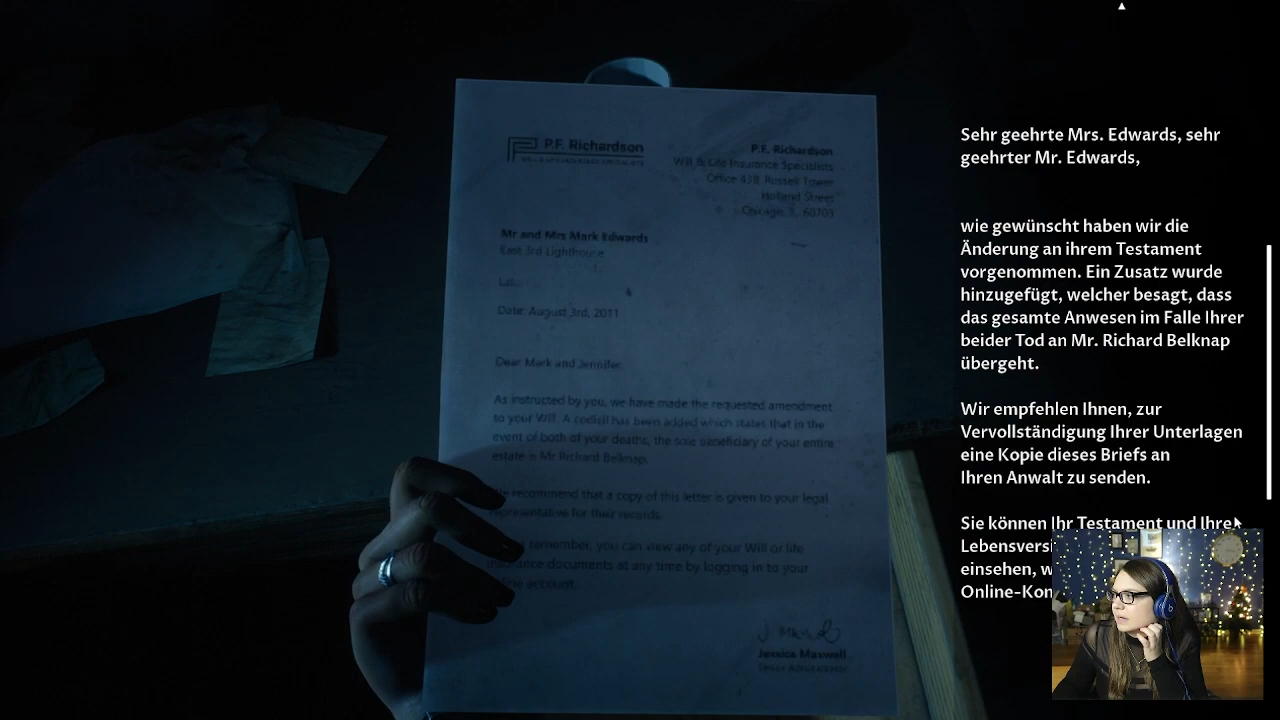 P.F. Richardson
P.F. Richardson
Will & Life Insurance Specialists
Office 438, Russell Tower
Holland Street
Chicago, IL 60703
Mr and Mrs Mark Edwards
East 3rd Lighthouse
Date: August 3rd, 2011
Dear Mark and Jennifer,
As instructed by you, we have made the requested amendment
to your Will. A codicil has been added which states that in the
event of both of your deaths, the sole beneficiary of your entire
estate is Mr Richard Belknap.
recommend that a copy of this letter is given to your legal
representative for their records.
remember, you can view any of your Will or life
insurance documents at any time by logging in to your
account.
Jessica Maxwell
Sehr geehrte Mrs. Edwards, sehr
geehrter Mr. Edwards,
wie gewünscht haben wir die
Änderung an ihrem Testament
vorgenommen. Ein Zusatz wurde
hinzugefügt, welcher besagt, dass
das gesamte Anwesen im Falle Ihrer
beider Tod an Mr. Richard Belknap
übergeht.
Wir empfehlen Ihnen, zur
Vervollständigung Ihrer Unterlagen
eine Kopie dieses Briefs an
Ihren Anwalt zu senden.
Sie können Ihr Testament und Ihre
Lebensversi
einsehen, w
Online-Kon